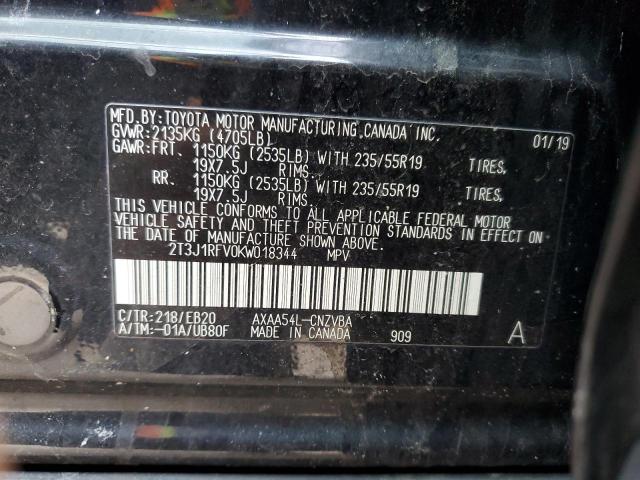 MFD.BY:TOYOTA MOTOR MANUFACTURING CANADA INC. 01/19
GVWR:2135KG (4705LB)
GAWR:FRT. 1150KG (2535LB) WITH 235/55R19 TIRES,
19X7.5J RIMS,
RR. 1150KG (2535LB) WITH 235/55R19 TIRES,
19X7.5J RIMS
THIS VEHICLE CONFORMS TO ALL APPLICABLE FEDERAL MOTOR
VEHICLE SAFETY AND THEFT PREVENTION STANDARDS IN EFFECT ON
THE DATE OF MANUFACTURE SHOWN ABOVE.
2T3J1RFV0KW018344 MPV
C/TR:218/EB20 AXAA54L-CNZVBA
A/TM:-01A/UB80F MADE IN CANADA 909 A